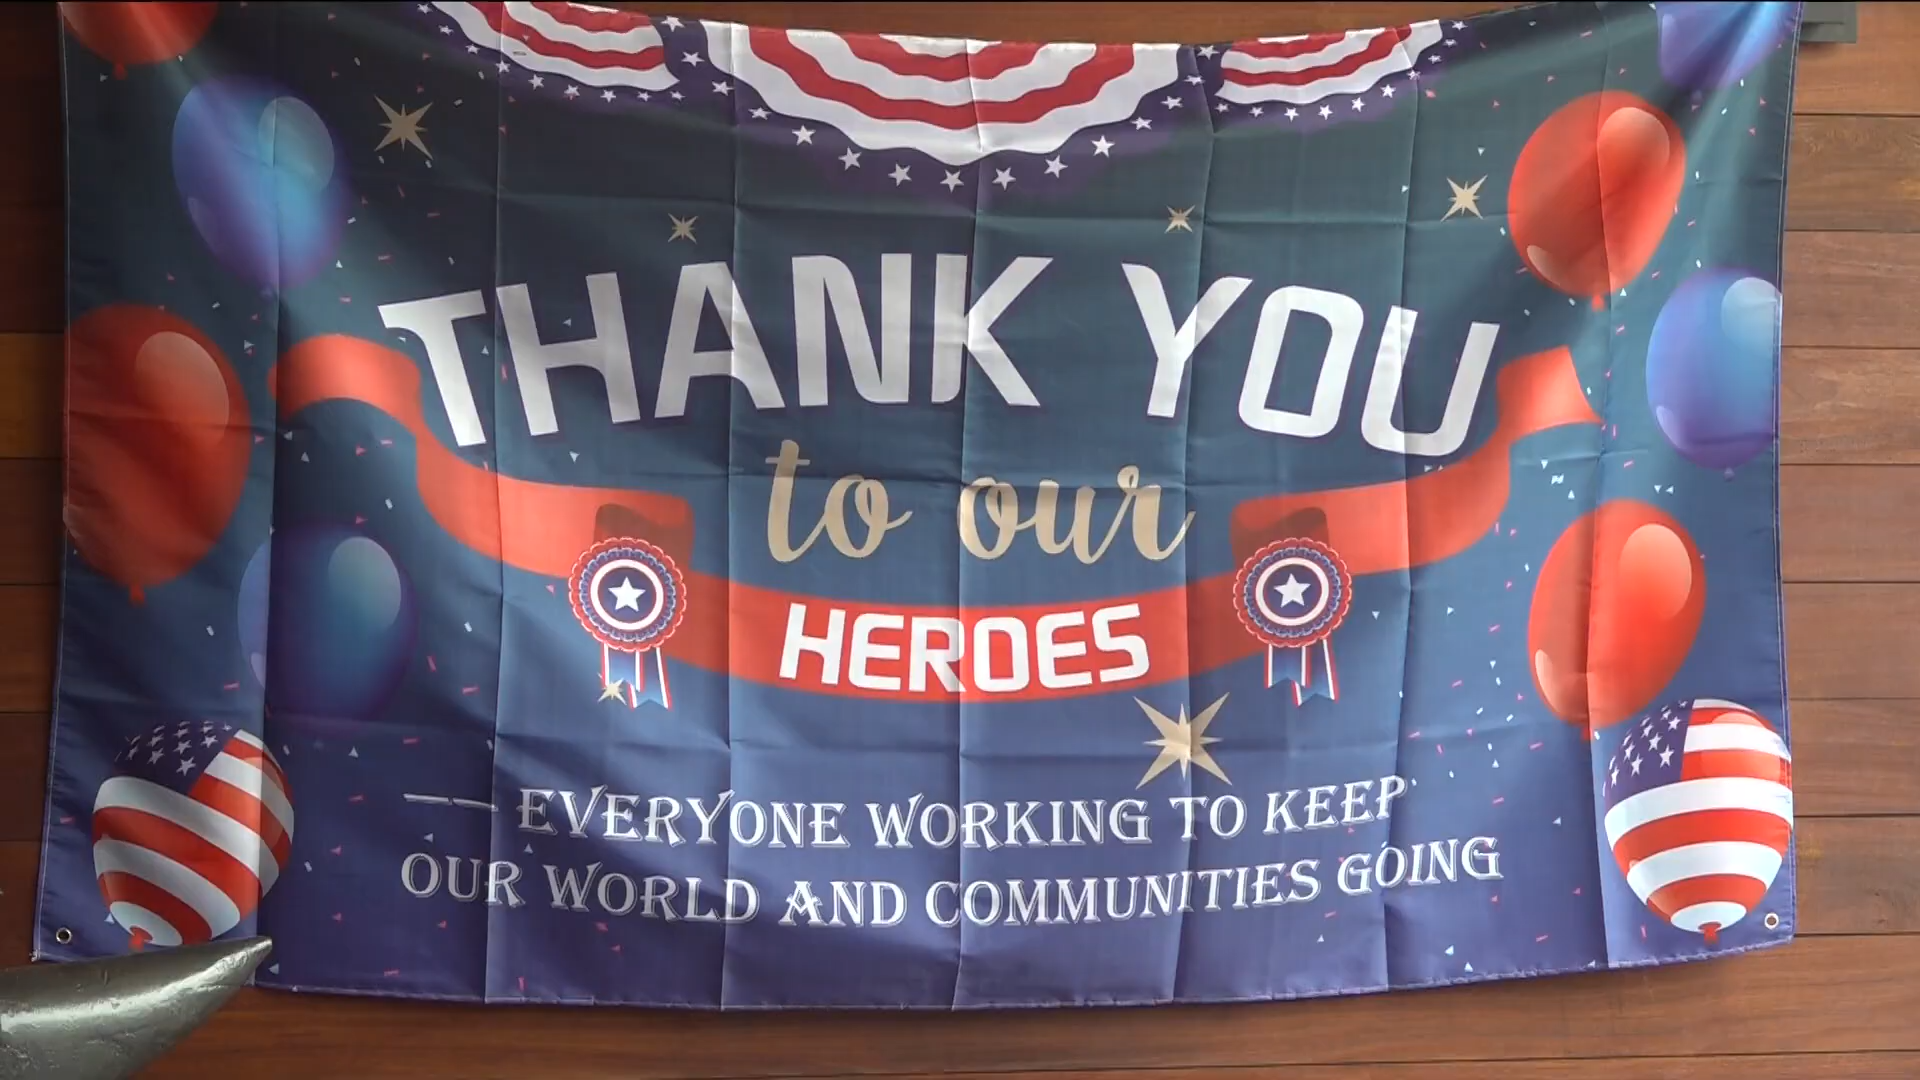 THANK YOU
to our
HEROES
—— EVERYONE WORKING TO KEEP
OUR WORLD AND COMMUNITIES GOING